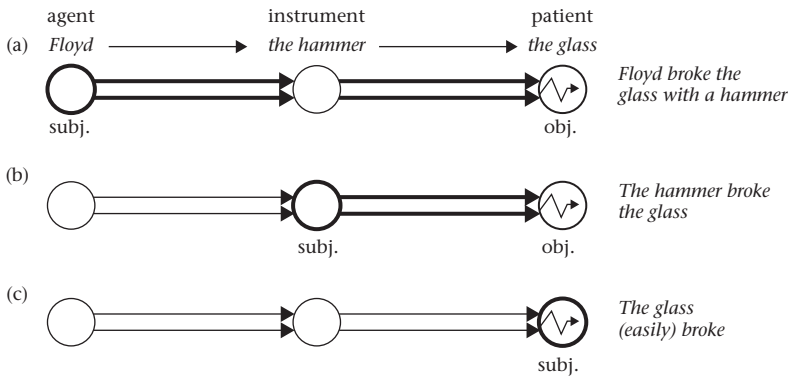 agent instrument patient
(a) Floyd the hammer the glass
Floyd broke the
glass with a hammer
subj. obj.
(b)
The hammer broke
the glass
subj. obj.
(c)
The glass
(easily) broke
subj.